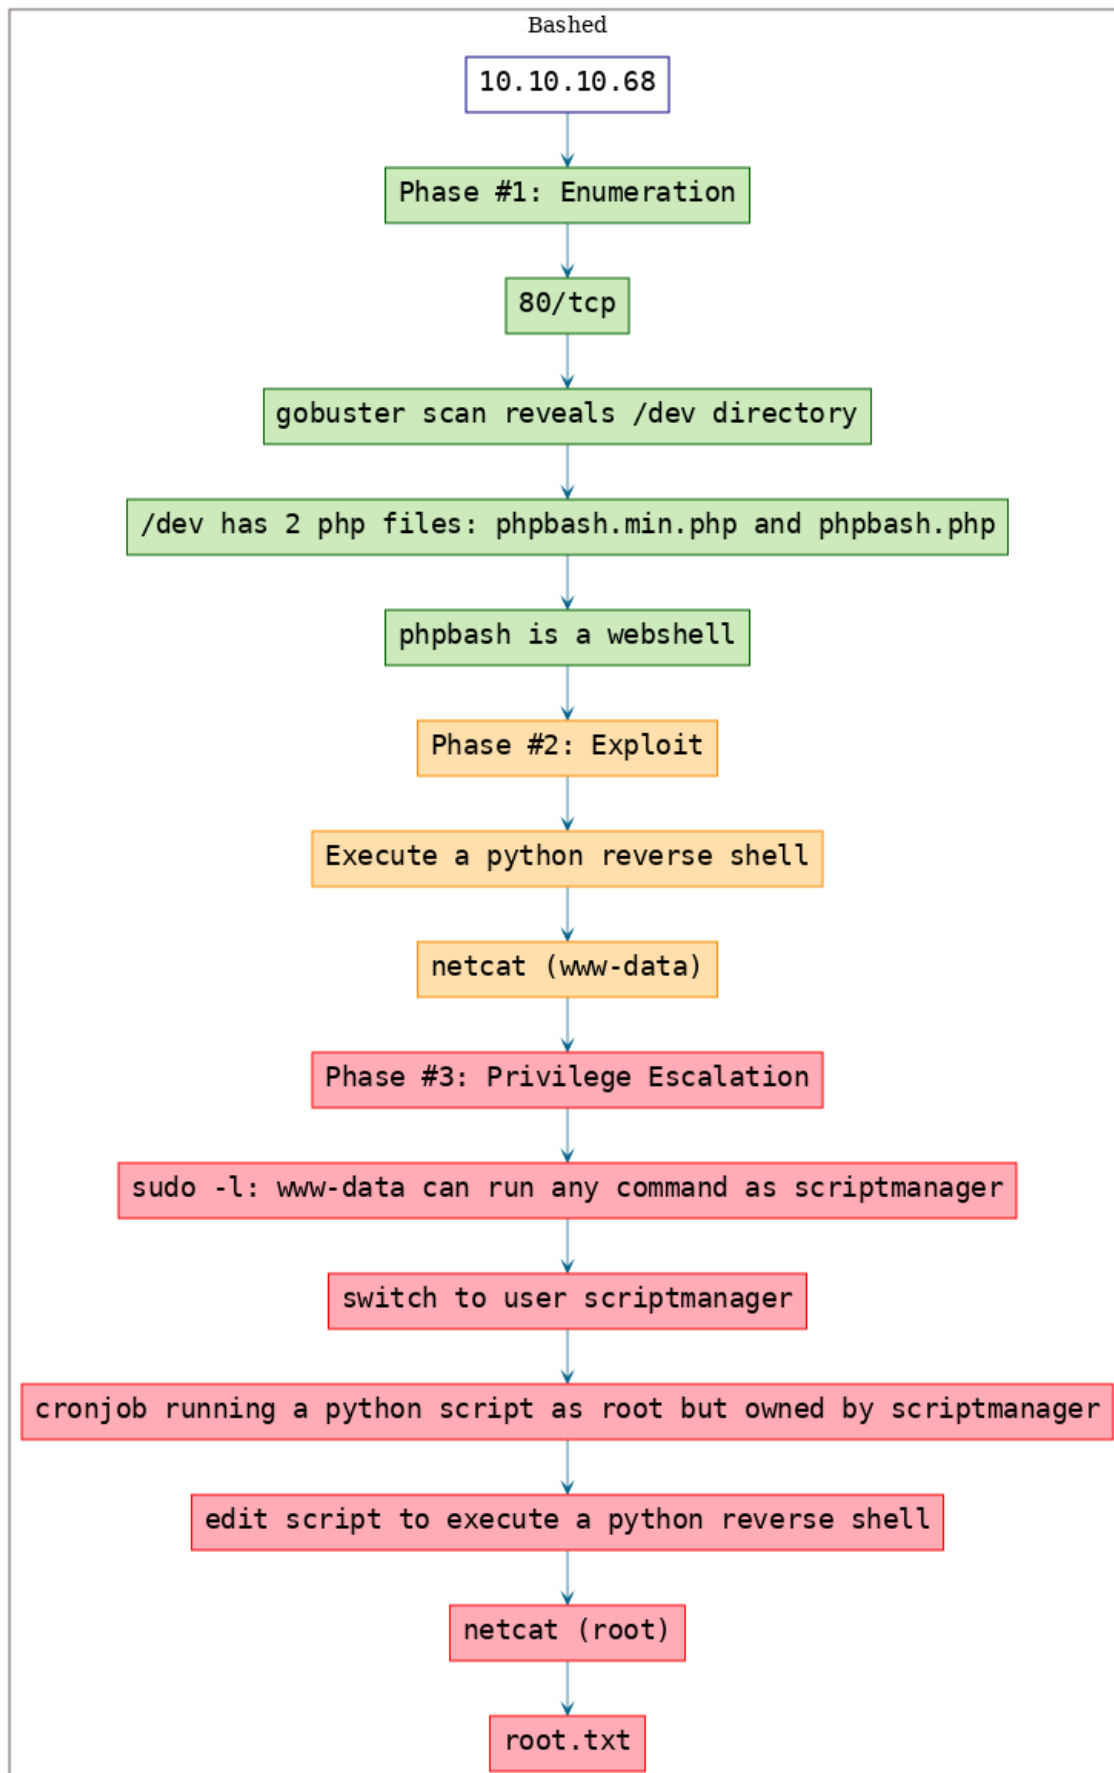 Bashed
10.10.10.68
Phase #1: Enumeration
80/tcp
gobuster scan reveals /dev directory
/dev has 2 php files: phpbash.min.php and phpbash.php
phpbash is a webshell
Phase #2: Exploit
Execute a python reverse shell
netcat (www-data)
Phase #3: Privilege Escalation
sudo -l: www-data can run any command as scriptmanager
switch to user scriptmanager
cronjob running a python script as root but owned by scriptmanager
edit script to execute a python reverse shell
netcat (root)
root.txt